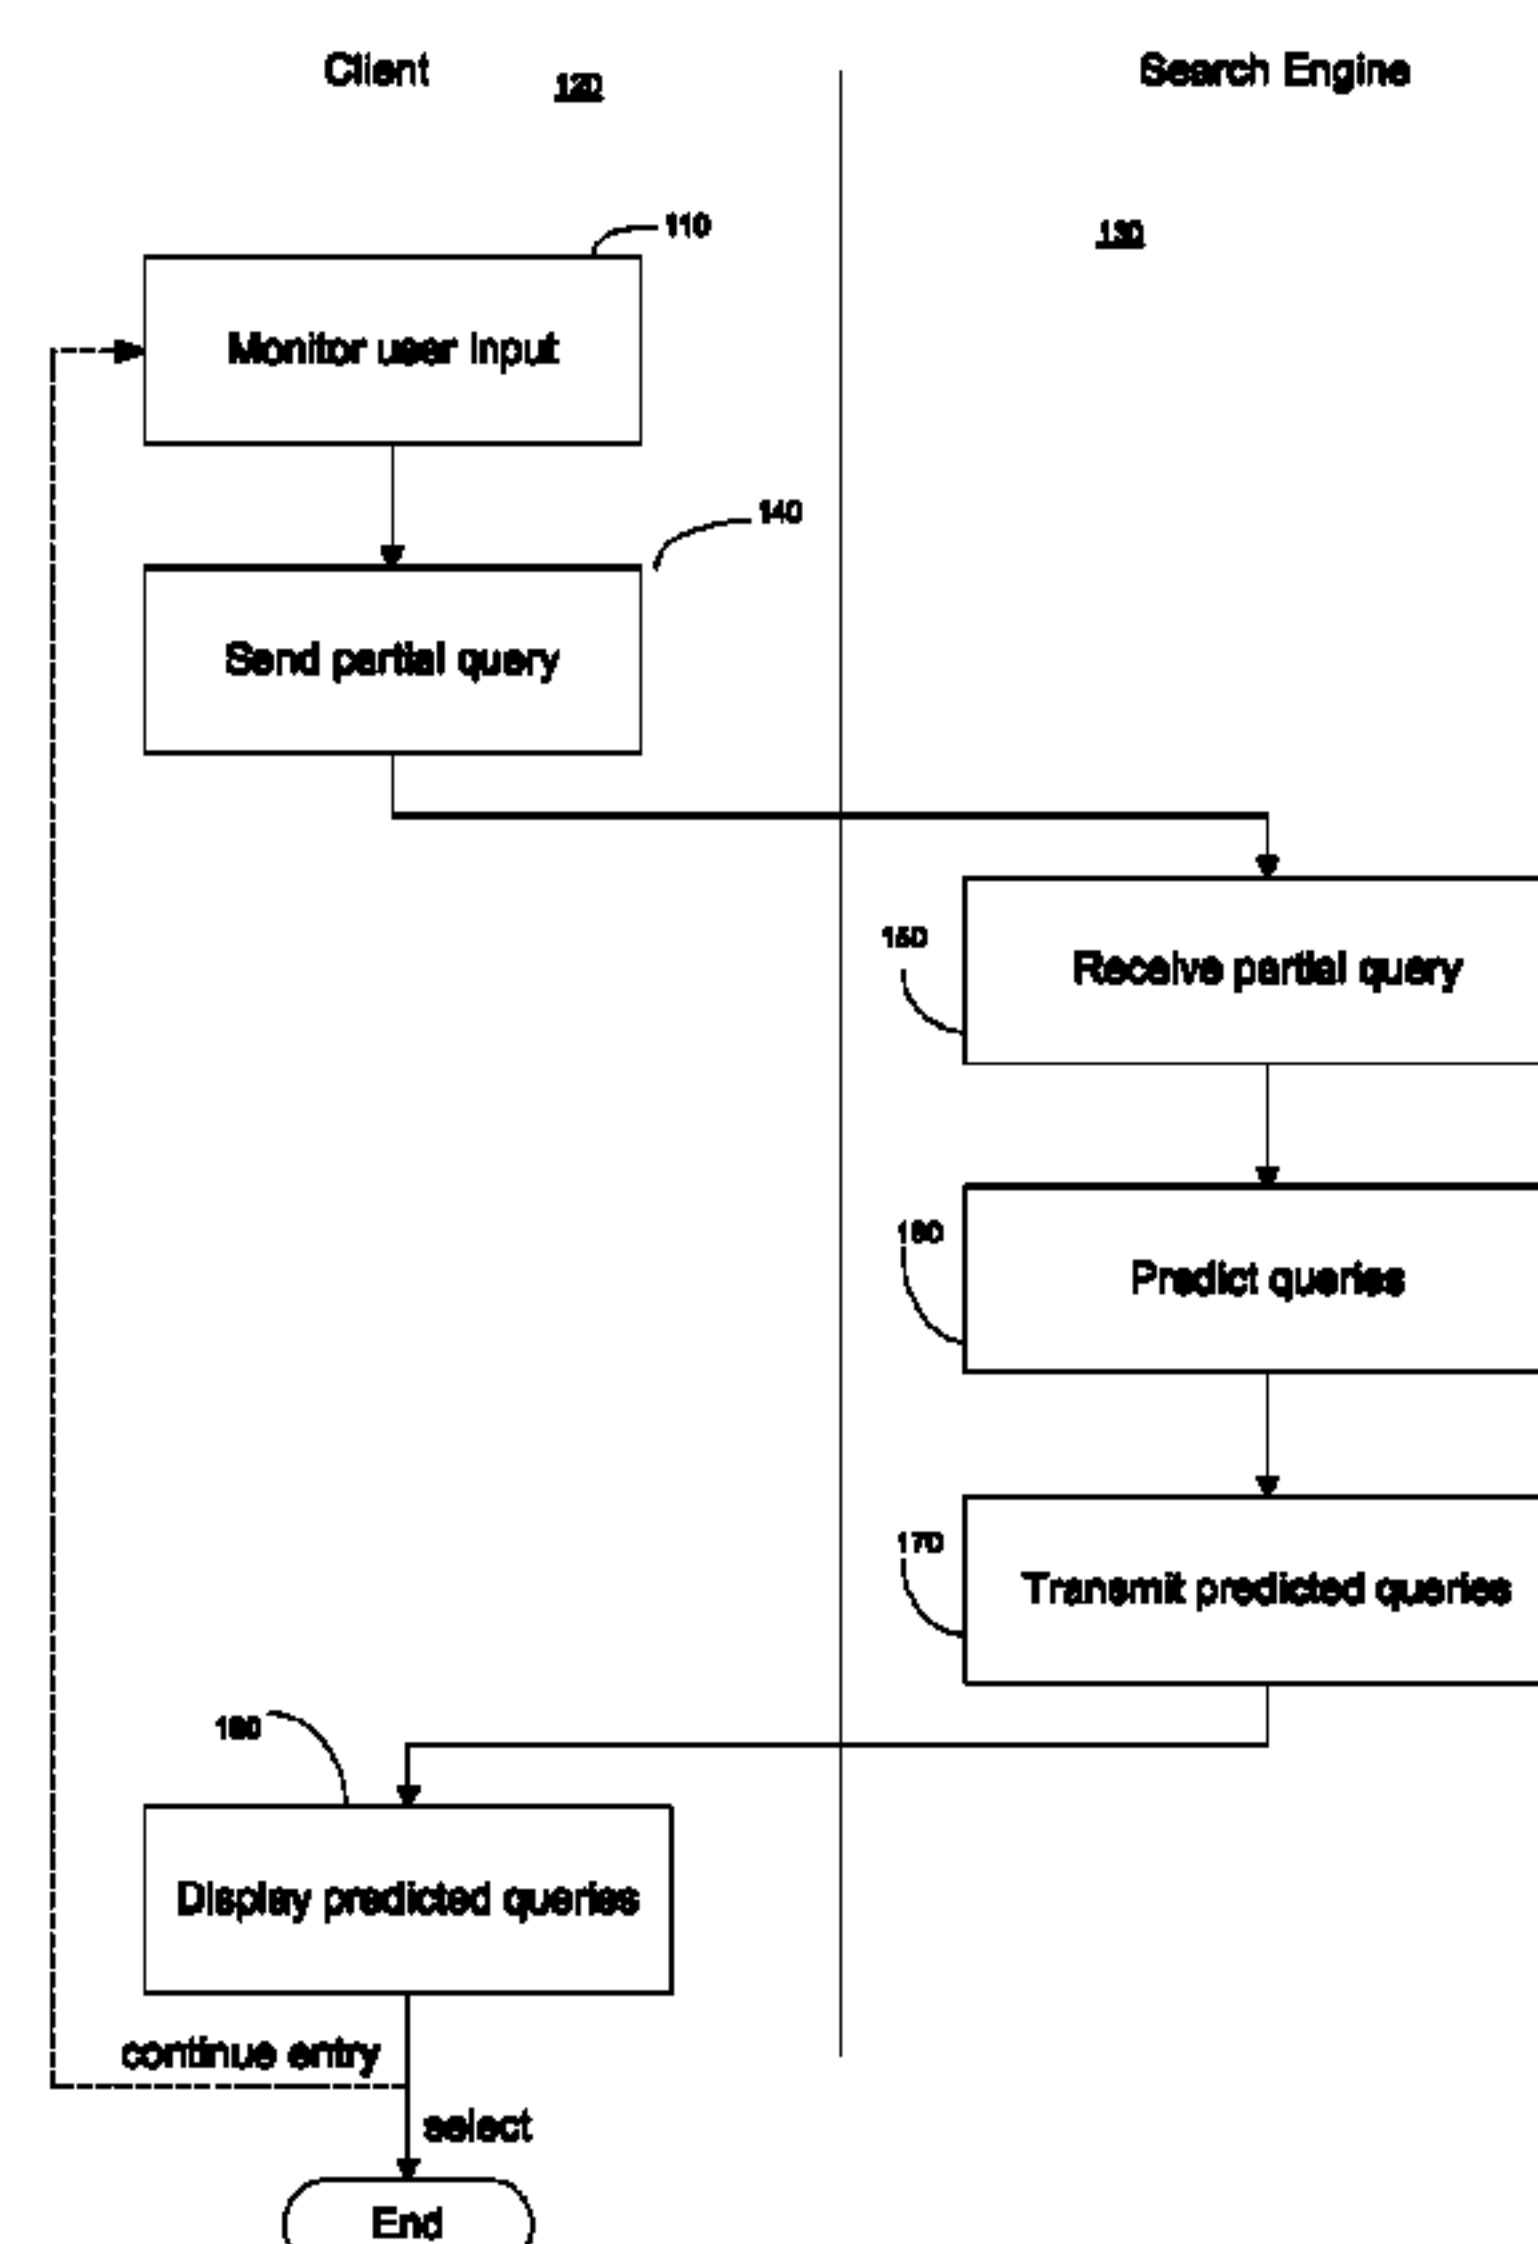 Client
120
Search Engine
110
130
Monitor user input
140
Send partial query
150
Receive partial query
160
Predict queries
170
Transmit predicted queries
180
Display predicted queries
continue entry
select
End